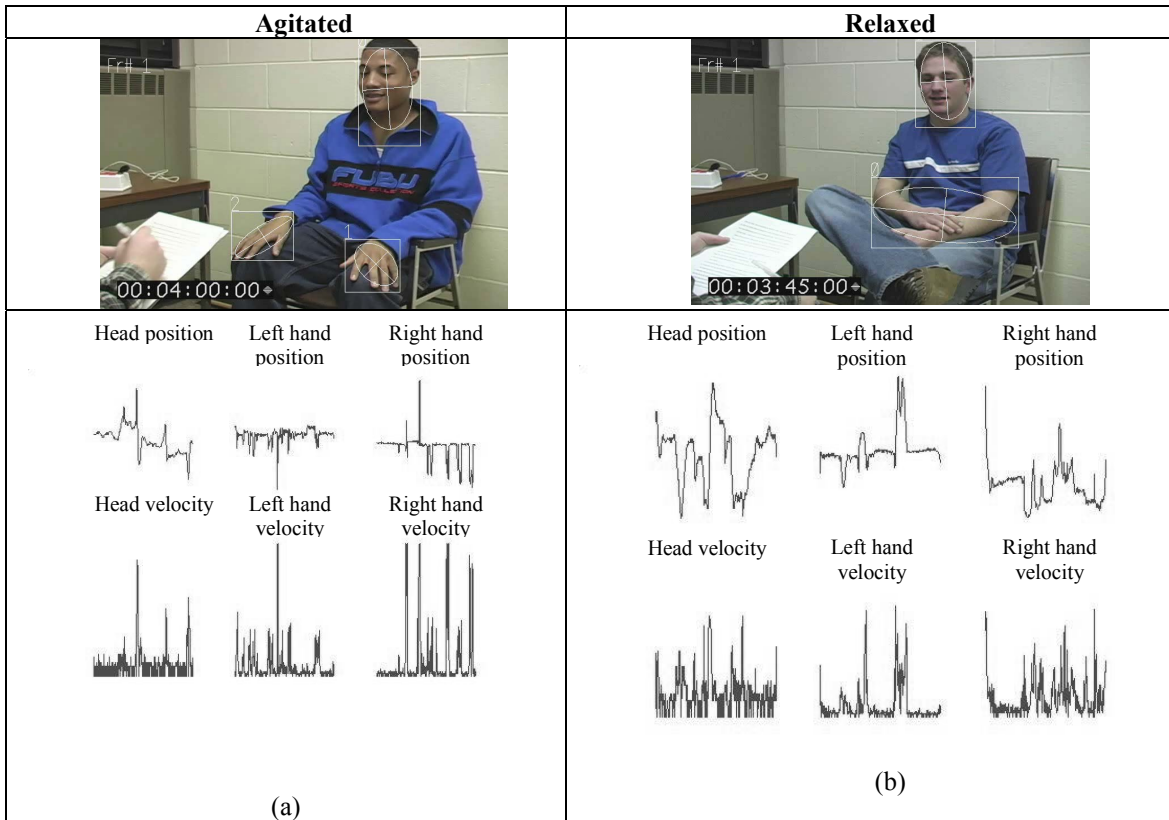 Agitated
Relaxed
Fr# 1
2
1
FUBU
00:04:00:00
Fr# 1
0
00:03:45:00
Head position
Left hand
position
Right hand
position
Head velocity
Left hand
velocity
Right hand
velocity
(a)
Head position
Left hand
position
Right hand
position
Head velocity
Left hand
velocity
Right hand
velocity
(b)